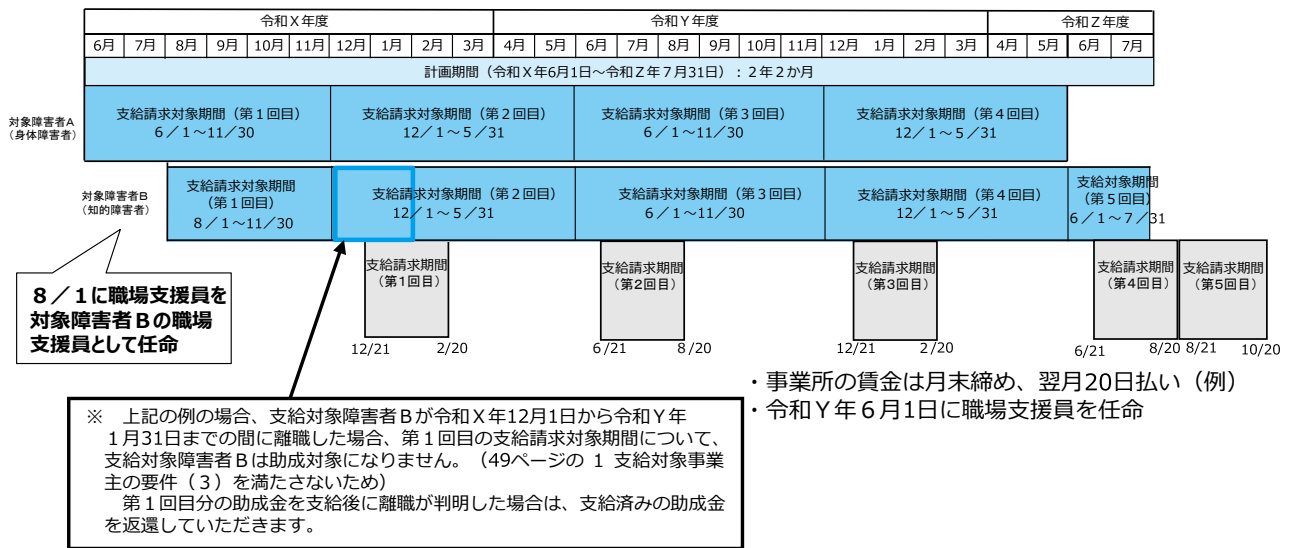 令和X年度 令和Y年度 令和Z年度
6月 7月 8月 9月 10月 11月 12月 1月 2月 3月 4月 5月 6月 7月 8月 9月 10月 11月 12月 1月 2月 3月 4月 5月 6月 7月
計画期間（令和X年6月1日～令和Z年７月31日）：２年２か月
対象障害者A
（身体障害者）
支給請求対象期間（第１回目）
６／１～11／30
支給請求対象期間（第２回目）
12／１～５／31
支給請求対象期間（第３回目）
６／１～11／30
支給請求対象期間（第４回目）
12／１～５／31
対象障害者B
（知的障害者）
支給請求対象期間
（第１回目）
８／１～11／30
支給請求対象期間（第２回目）
12／１～５／31
支給請求対象期間（第３回目）
６／１～11／30
支給請求対象期間（第４回目）
12／１～５／31
支給対象期間
（第５回目）
６／１～７／31
８／１に職場支援員を
対象障害者Ｂの職場
支援員として任命
支給請求期間
（第1回目）
12/21 2/20
支給請求期間
（第2回目）
6/21 8/20
支給請求期間
（第3回目）
12/21 2/20
支給請求期間
（第４回目）
6/21 8/20
支給請求期間
（第５回目）
8/21 10/20
・事業所の賃金は月末締め、翌月20日払い（例）
・令和Ｙ年６月1日に職場支援員を任命
※　上記の例の場合、支給対象障害者Ｂが令和Ｘ年12月1日から令和Ｙ年
１月31日までの間に離職した場合、第１回目の支給請求対象期間について、
支給対象障害者Ｂは助成対象になりません。（49ページの 1 支給対象事業
主の要件（３）を満たさないため）
第１回目分の助成金を支給後に離職が判明した場合は、支給済みの助成金
を返還していただきます。